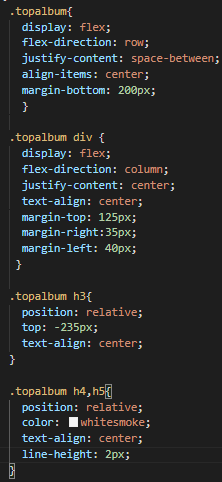 .topalbum{
display: flex;
flex-direction: row;
justify-content: space-between;
align-items: center;
margin-bottom: 200px;
}
.topalbum div {
display: flex;
flex-direction: column;
justify-content: center;
text-align: center;
margin-top: 125px;
margin-right:35px;
margin-left: 40px;
}
.topalbum h3{
position: relative;
top: -235px;
text-align: center;
}
.topalbum h4,h5{
position: relative;
color: whitesmoke;
text-align: center;
line-height: 2px;
}